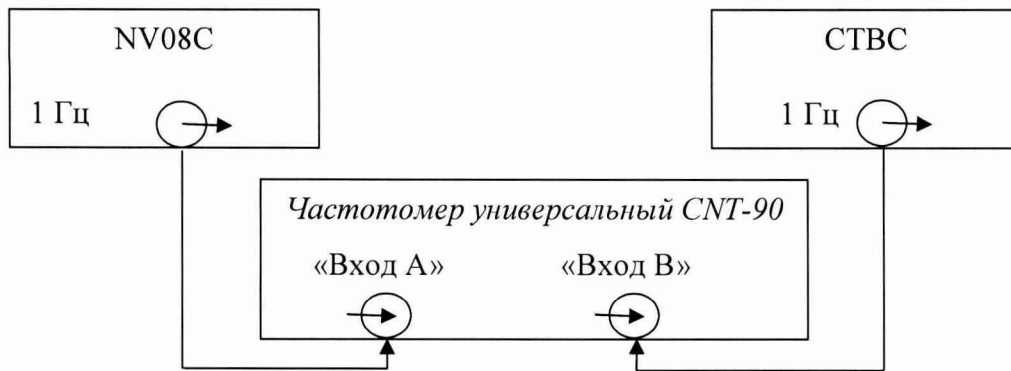 NV08C
СТВС
1 Гц
1 Гц
Частотомер универсальный CNT-90
«Вход А»
«Вход В»